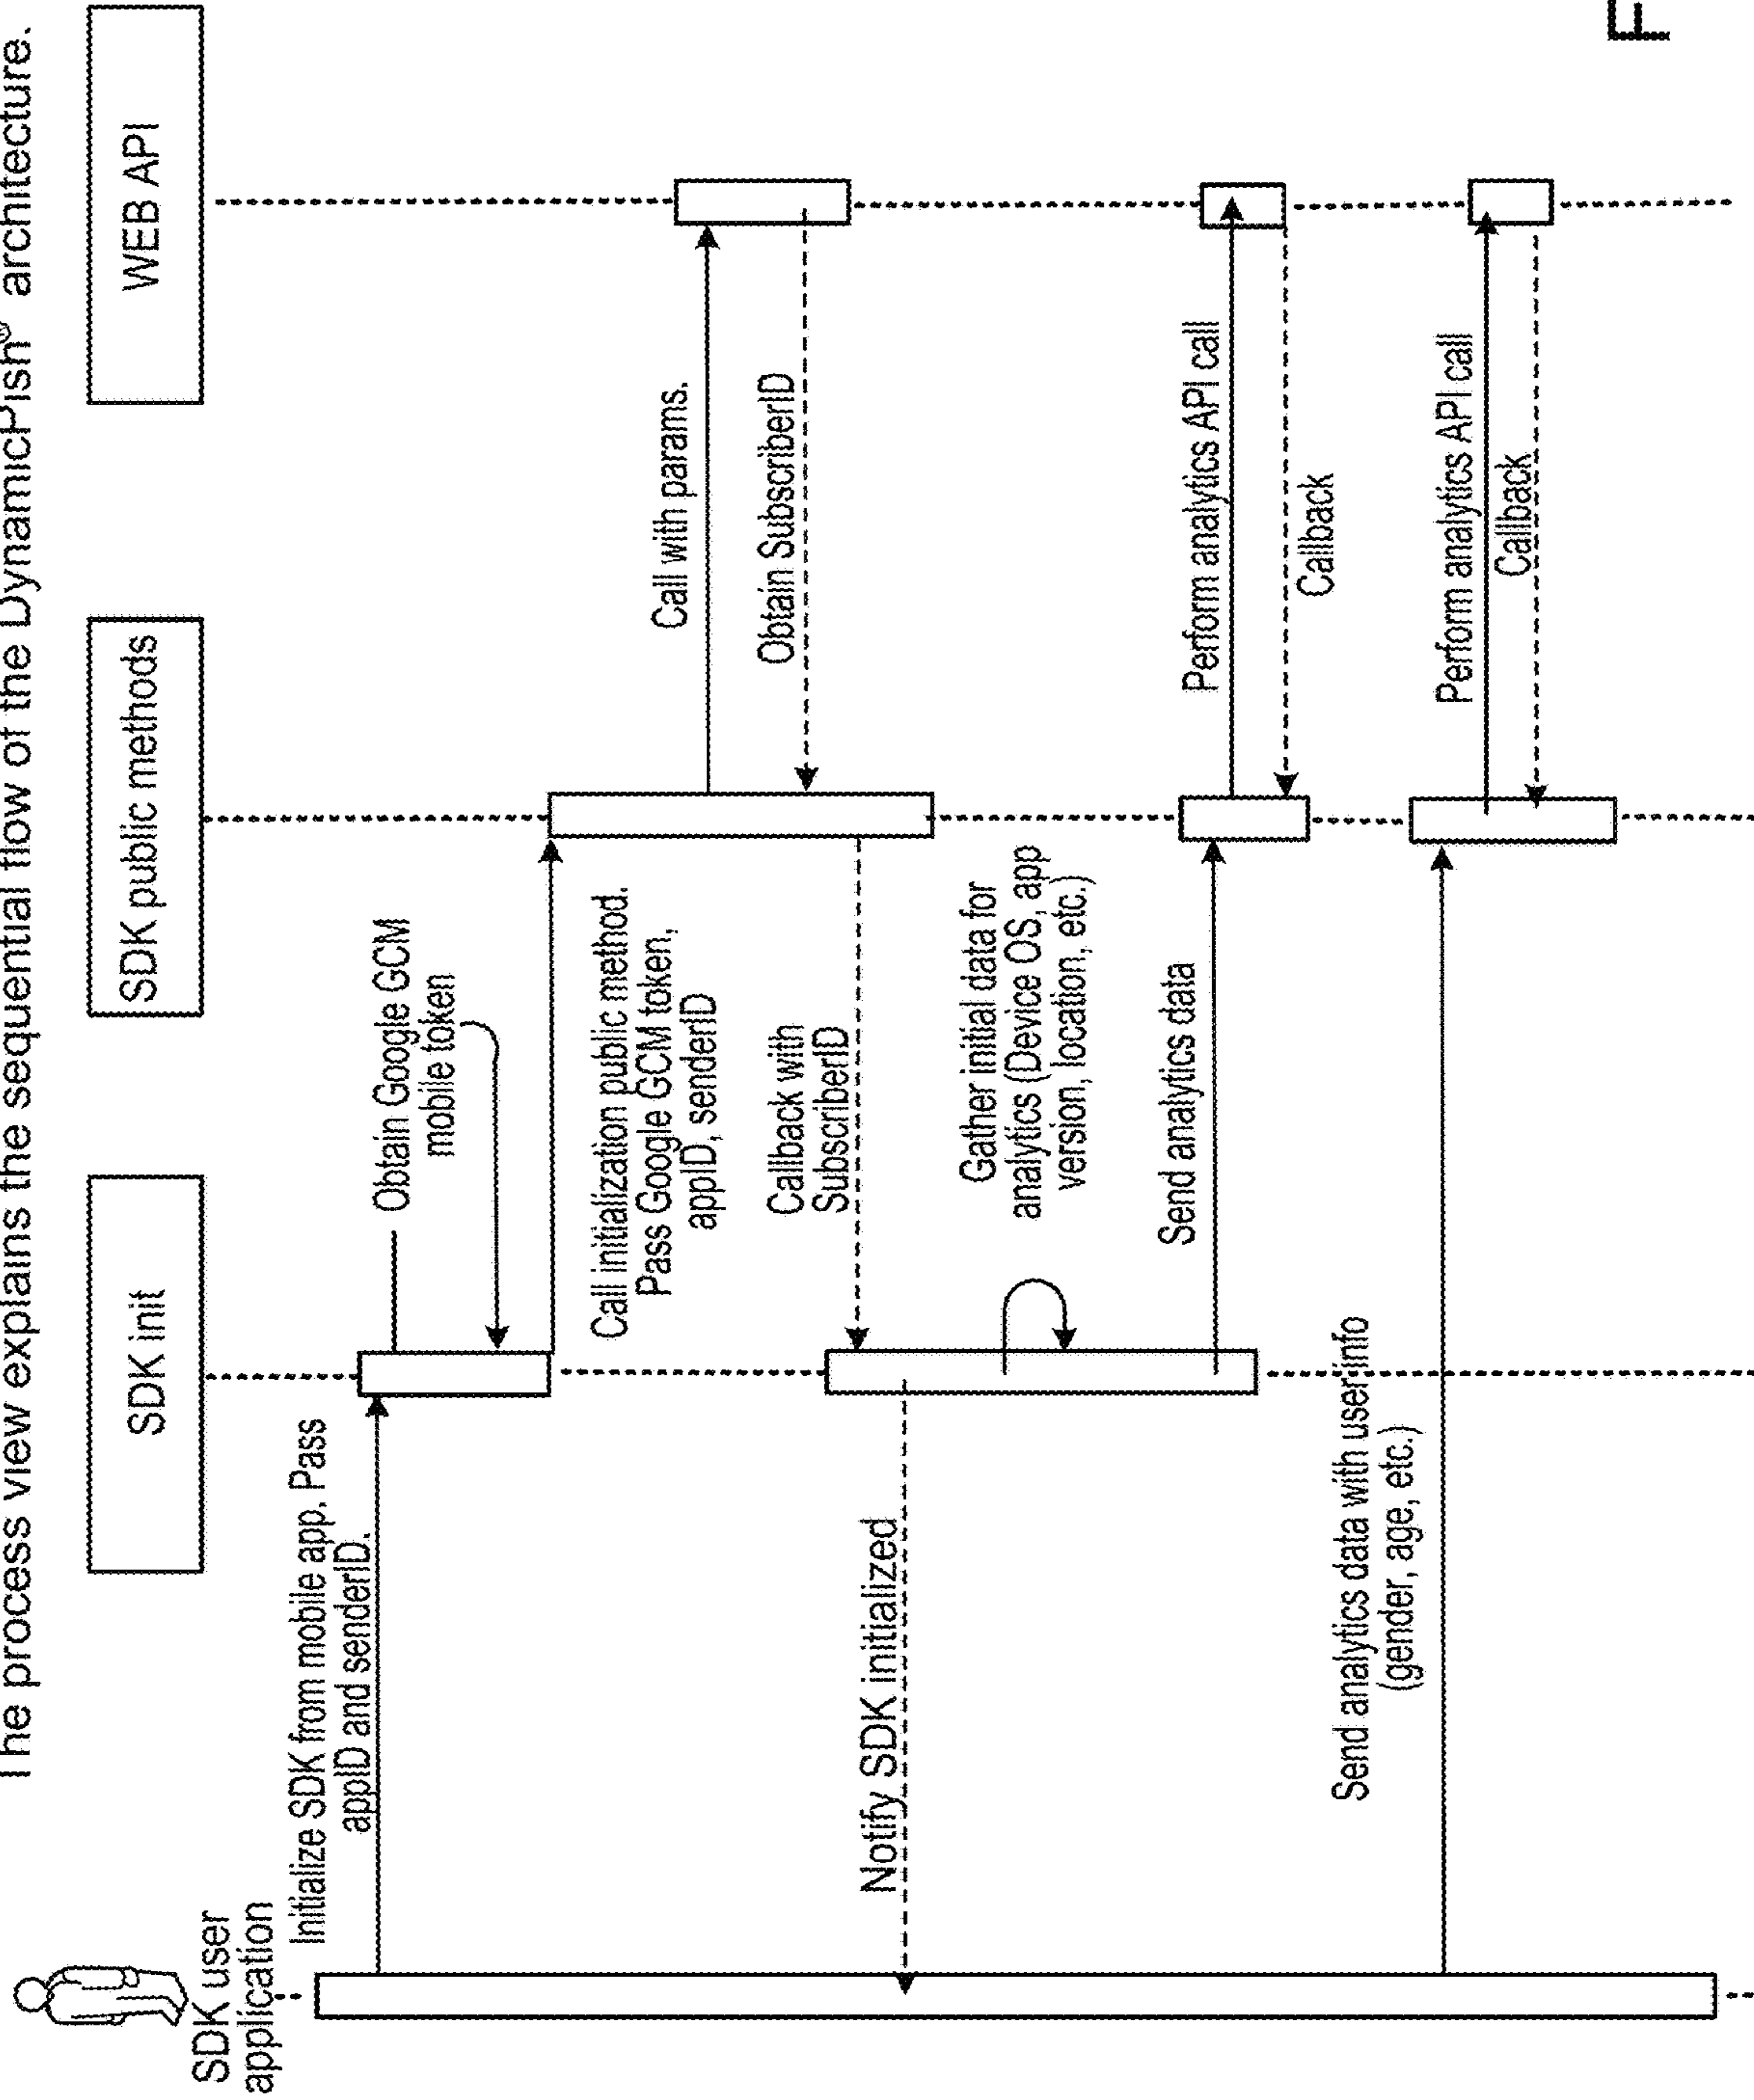 The process view explains the sequential flow of the DynamicPish® architecture.
SDK user
application
SDK init
SDK public methods
WEB API
Initialize SDK from mobile app. Pass
appID and senderID.
Obtain Google GCM
mobile token
Call initialization public method.
Pass Google GCM token,
appID, senderID
Call with params.
Obtain SubscriberID
Callback with
SubscriberID
Notify SDK initialized
Gather initial data for
analytics (Device OS, app
version, location, etc.)
Send analytics data
Perform analytics API call
Callback
Send analytics data with user info
(gender, age, etc.)
Perform analytics API call
Callback
F